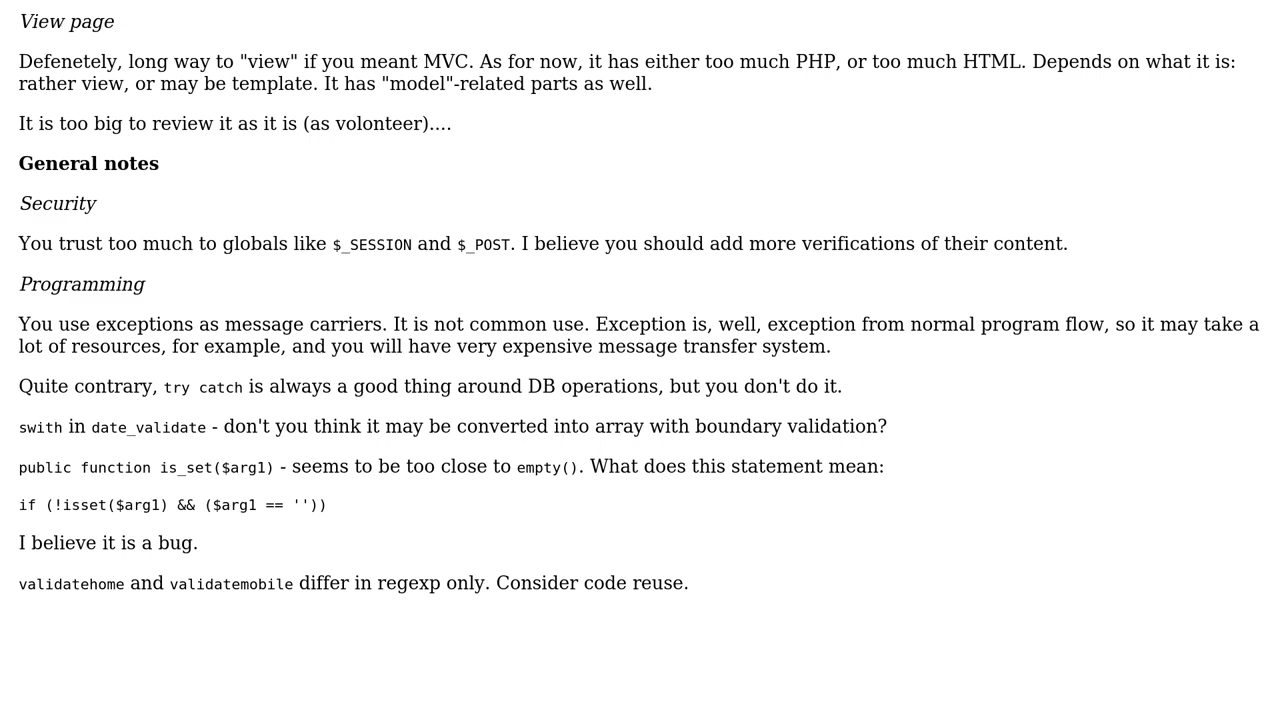 View page
Defenetely, long way to "view" if you meant MVC. As for now, it has either too much PHP, or too much HTML. Depends on what it is:
rather view, or may be template. It has "model"-related parts as well.
It is too big to review it as it is (as volonteer)....
General notes
Security
You trust too much to globals like $_SESSION and $_POST. I believe you should add more verifications of their content.
Programming
You use exceptions as message carriers. It is not common use. Exception is, well, exception from normal program flow, so it may take a
lot of resources, for example, and you will have very expensive message transfer system.
Quite contrary, try catch is always a good thing around DB operations, but you don't do it.
swith in date_validate - don't you think it may be converted into array with boundary validation?
public function is_set($arg1) - seems to be too close to empty(). What does this statement mean:
if (!isset($arg1) && ($arg1 == ''))
I believe it is a bug.
validatehome and validatemobile differ in regexp only. Consider code reuse.